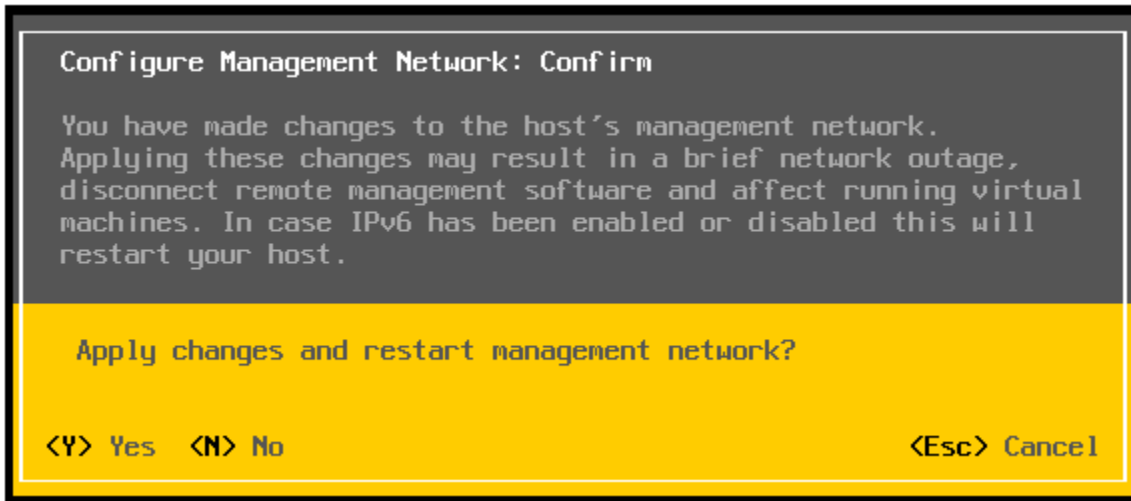 Configure Management Network: Confirm
You have made changes to the host's management network.
Applying these changes may result in a brief network outage,
disconnect remote management software and affect running virtual
machines. In case IPv6 has been enabled or disabled this will
restart your host.
Apply changes and restart management network?
<Y> Yes <N> No <Esc> Cancel